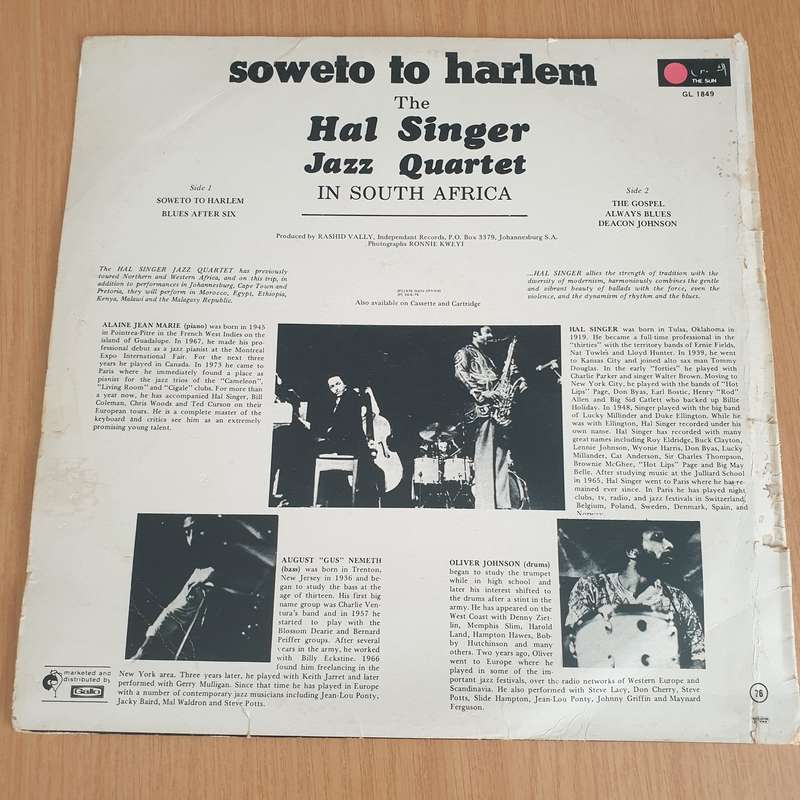 soweto to harlem
THE SUN
GL 1849
The
Hal Singer
Jazz Quartet
IN SOUTH AFRICA
Side 1
SOWETO TO HARLEM
BLUES AFTER SIX
Side 2
THE GOSPEL
ALWAYS BLUES
DEACON JOHNSON
Produced by RASHID VALLY, Independant Records, P.O. Box 3379, Johannesburg S.A.
Photographs RONNIE KWEYI
The HAL SINGER JAZZ QUARTET has previously
toured Northern and Western Africa, and on this trip, in
addition to performances in Johannesburg, Cape Town and
Pretoria, they will perform in Morocco, Egypt, Ethiopia,
Kenya, Malawi and the Malagasy Republic.
Also available on Cassette and Cartridge
...HAL SINGER allies the strength of tradition with the
diversity of modernism, harmoniously combines the gentle
and vibrant beauty of ballads with the force, even the
violence, and the dynamism of rhythm and the blues.
ALAINE JEAN MARIE (piano) was born in 1945
in Pointrea-Pitre in the French West Indies on the
island of Guadalope. In 1967, he made his pro-
fessional debut as a jazz pianist at the Montreal
Expo International Fair. For the next three
years he played in Canada. In 1973 he came to
Paris where he immediately found a place as
pianist for the jazz trios of the "Cameleon",
"Living Room" and "Cigale" clubs. For more than
a year now, he has accompanied Hal Singer, Bill
Coleman, Chris Woods and Ted Curson on their
European tours. He is a complete master of the
keyboard and critics see him as an extremely
promising young talent.
HAL SINGER was born in Tulsa, Oklahoma in
1919. He became a full-time professional in the
"thirties" with the territory bands of Ernie Fields,
Nat Towles and Lloyd Hunter. In 1939, he went
to Kansas City and joined alto sax man Tommy
Douglas. In the early "forties", he played with
Charlie Parker and singer Walter Brown. Moving to
New York City, he played with the bands of "Hot
Lips" Page, Don Byas, Earl Bostic, Henry "Rod"
Allen and Big Sid Catlett who backed up Billie
Holiday. In 1948, Singer played with the big band
of Lucky Millinder and Duke Ellington. While he
was with Ellington, Hal Singer recorded under his
own name. Hal Singer has recorded with many
great names including Roy Eldridge, Buck Clayton,
Lennie Johnson, Wyonie Harris, Don Byas, Lucky
Millander, Cat Anderson, Sir Charles Thompson,
Brownie McGhee, "Hot Lips" Page and Big May
Belle. After studying music at the Julliard School
in 1965, Hal Singer went to Paris where he has re-
mained ever since. In Paris he has played night
clubs, tv, radio, and jazz festivals in Switzerland,
Belgium, Poland, Sweden, Denmark, Spain, and
Norway.
AUGUST "GUS" NEMETH
(bass) was born in Trenton,
New Jersey in 1936 and be-
gan to study the bass at the
age of thirteen. His first big
name group was Charlie Ven-
tura's band and in 1957 he
started to play with the
Blossom Dearie and Bernard
Peiffer groups. After several
years in the army, he worked
with Billy Eckstine. 1966
found him freelancing in the
New York area. Three years later, he played with Keith Jarret and later
performed with Gerry Mulligan. Since that time he has played in Europe
with a number of contemporary jazz musicians including Jean-Lou Ponty,
Jacky Baird, Mal Waldron and Steve Potts.
OLIVER JOHNSON (drums)
began to study the trumpet
while in high school and
later his interest shifted to
the drums after a stint in the
army. He has appeared on the
West Coast with Denny Ziet-
lin, Memphis Slim, Harold
Land, Hampton Hawes, Bob-
by Hutchinson and many
others. Two years ago, Oliver
went to Europe where he
played in some of the im-
portant jazz festivals, over the radio networks of Western Europe and
Scandinavia. He also performed with Steve Lacy, Don Cherry, Steve
Potts, Slide Hampton, Jean-Lou Ponty, Johnny Griffin and Maynard
Ferguson.
marketed and
distributed by
Gallo
76